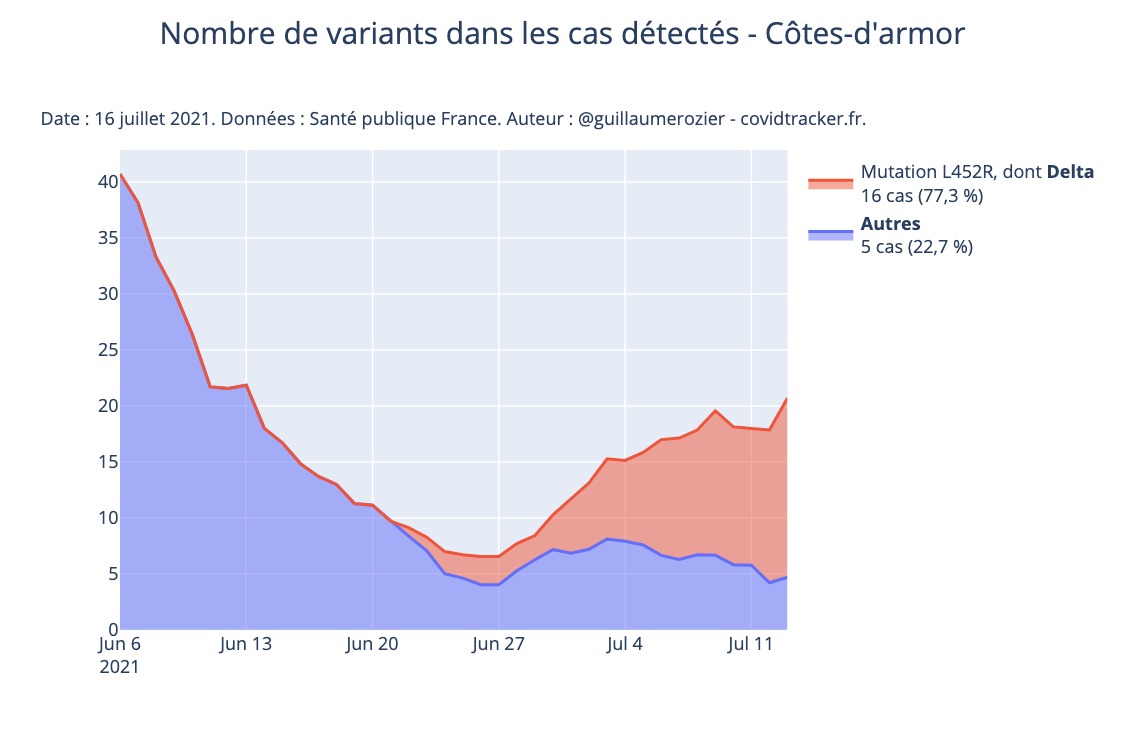 Nombre de variants dans les cas détectés - Côtes-d'armor
Date : 16 juillet 2021. Données : Santé publique France. Auteur : @guillaumerozier - covidtracker.fr.
Mutation L452R, dont Delta
16 cas (77,3 %)
Autres
5 cas (22,7 %)
40
35
30
25
20
15
10
5
0
Jun 6
2021
Jun 13
Jun 20
Jun 27
Jul 4
Jul 11